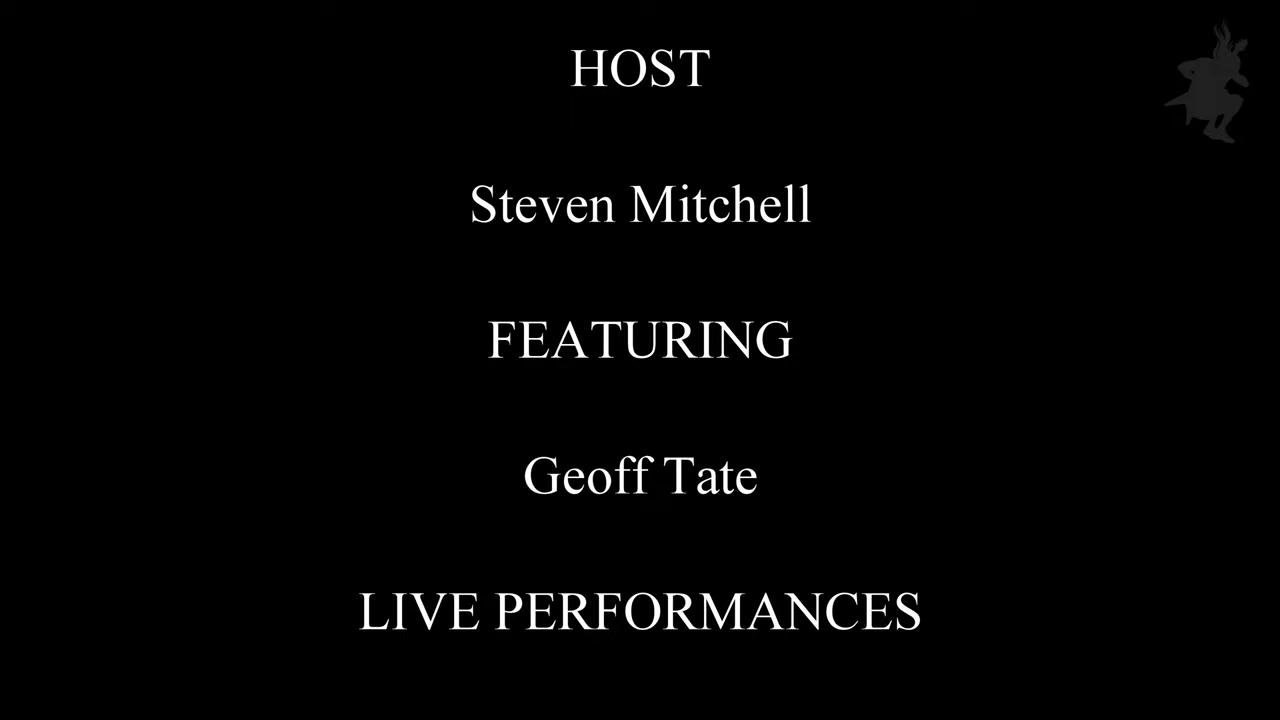 HOST
Steven Mitchell
FEATURING
Geoff Tate
LIVE PERFORMANCES